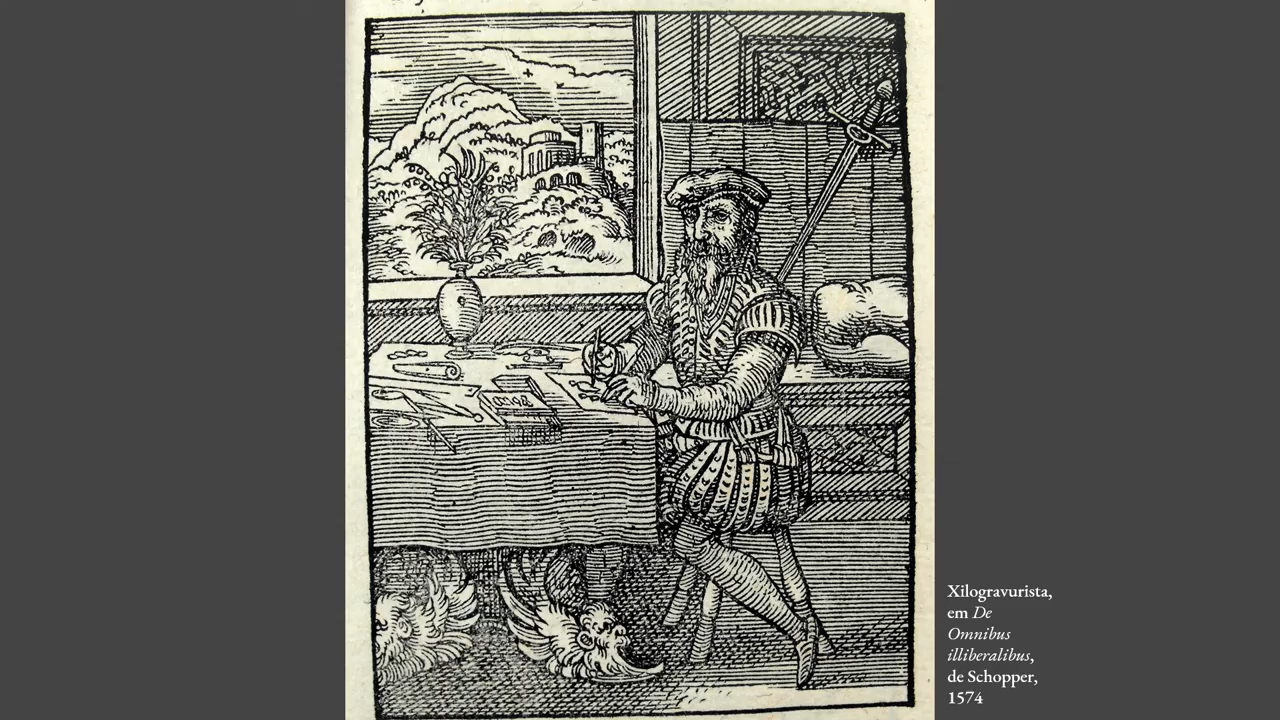 Xilogravurista,
em De
Omnibus
illiberalibus,
de Schopper,
1574